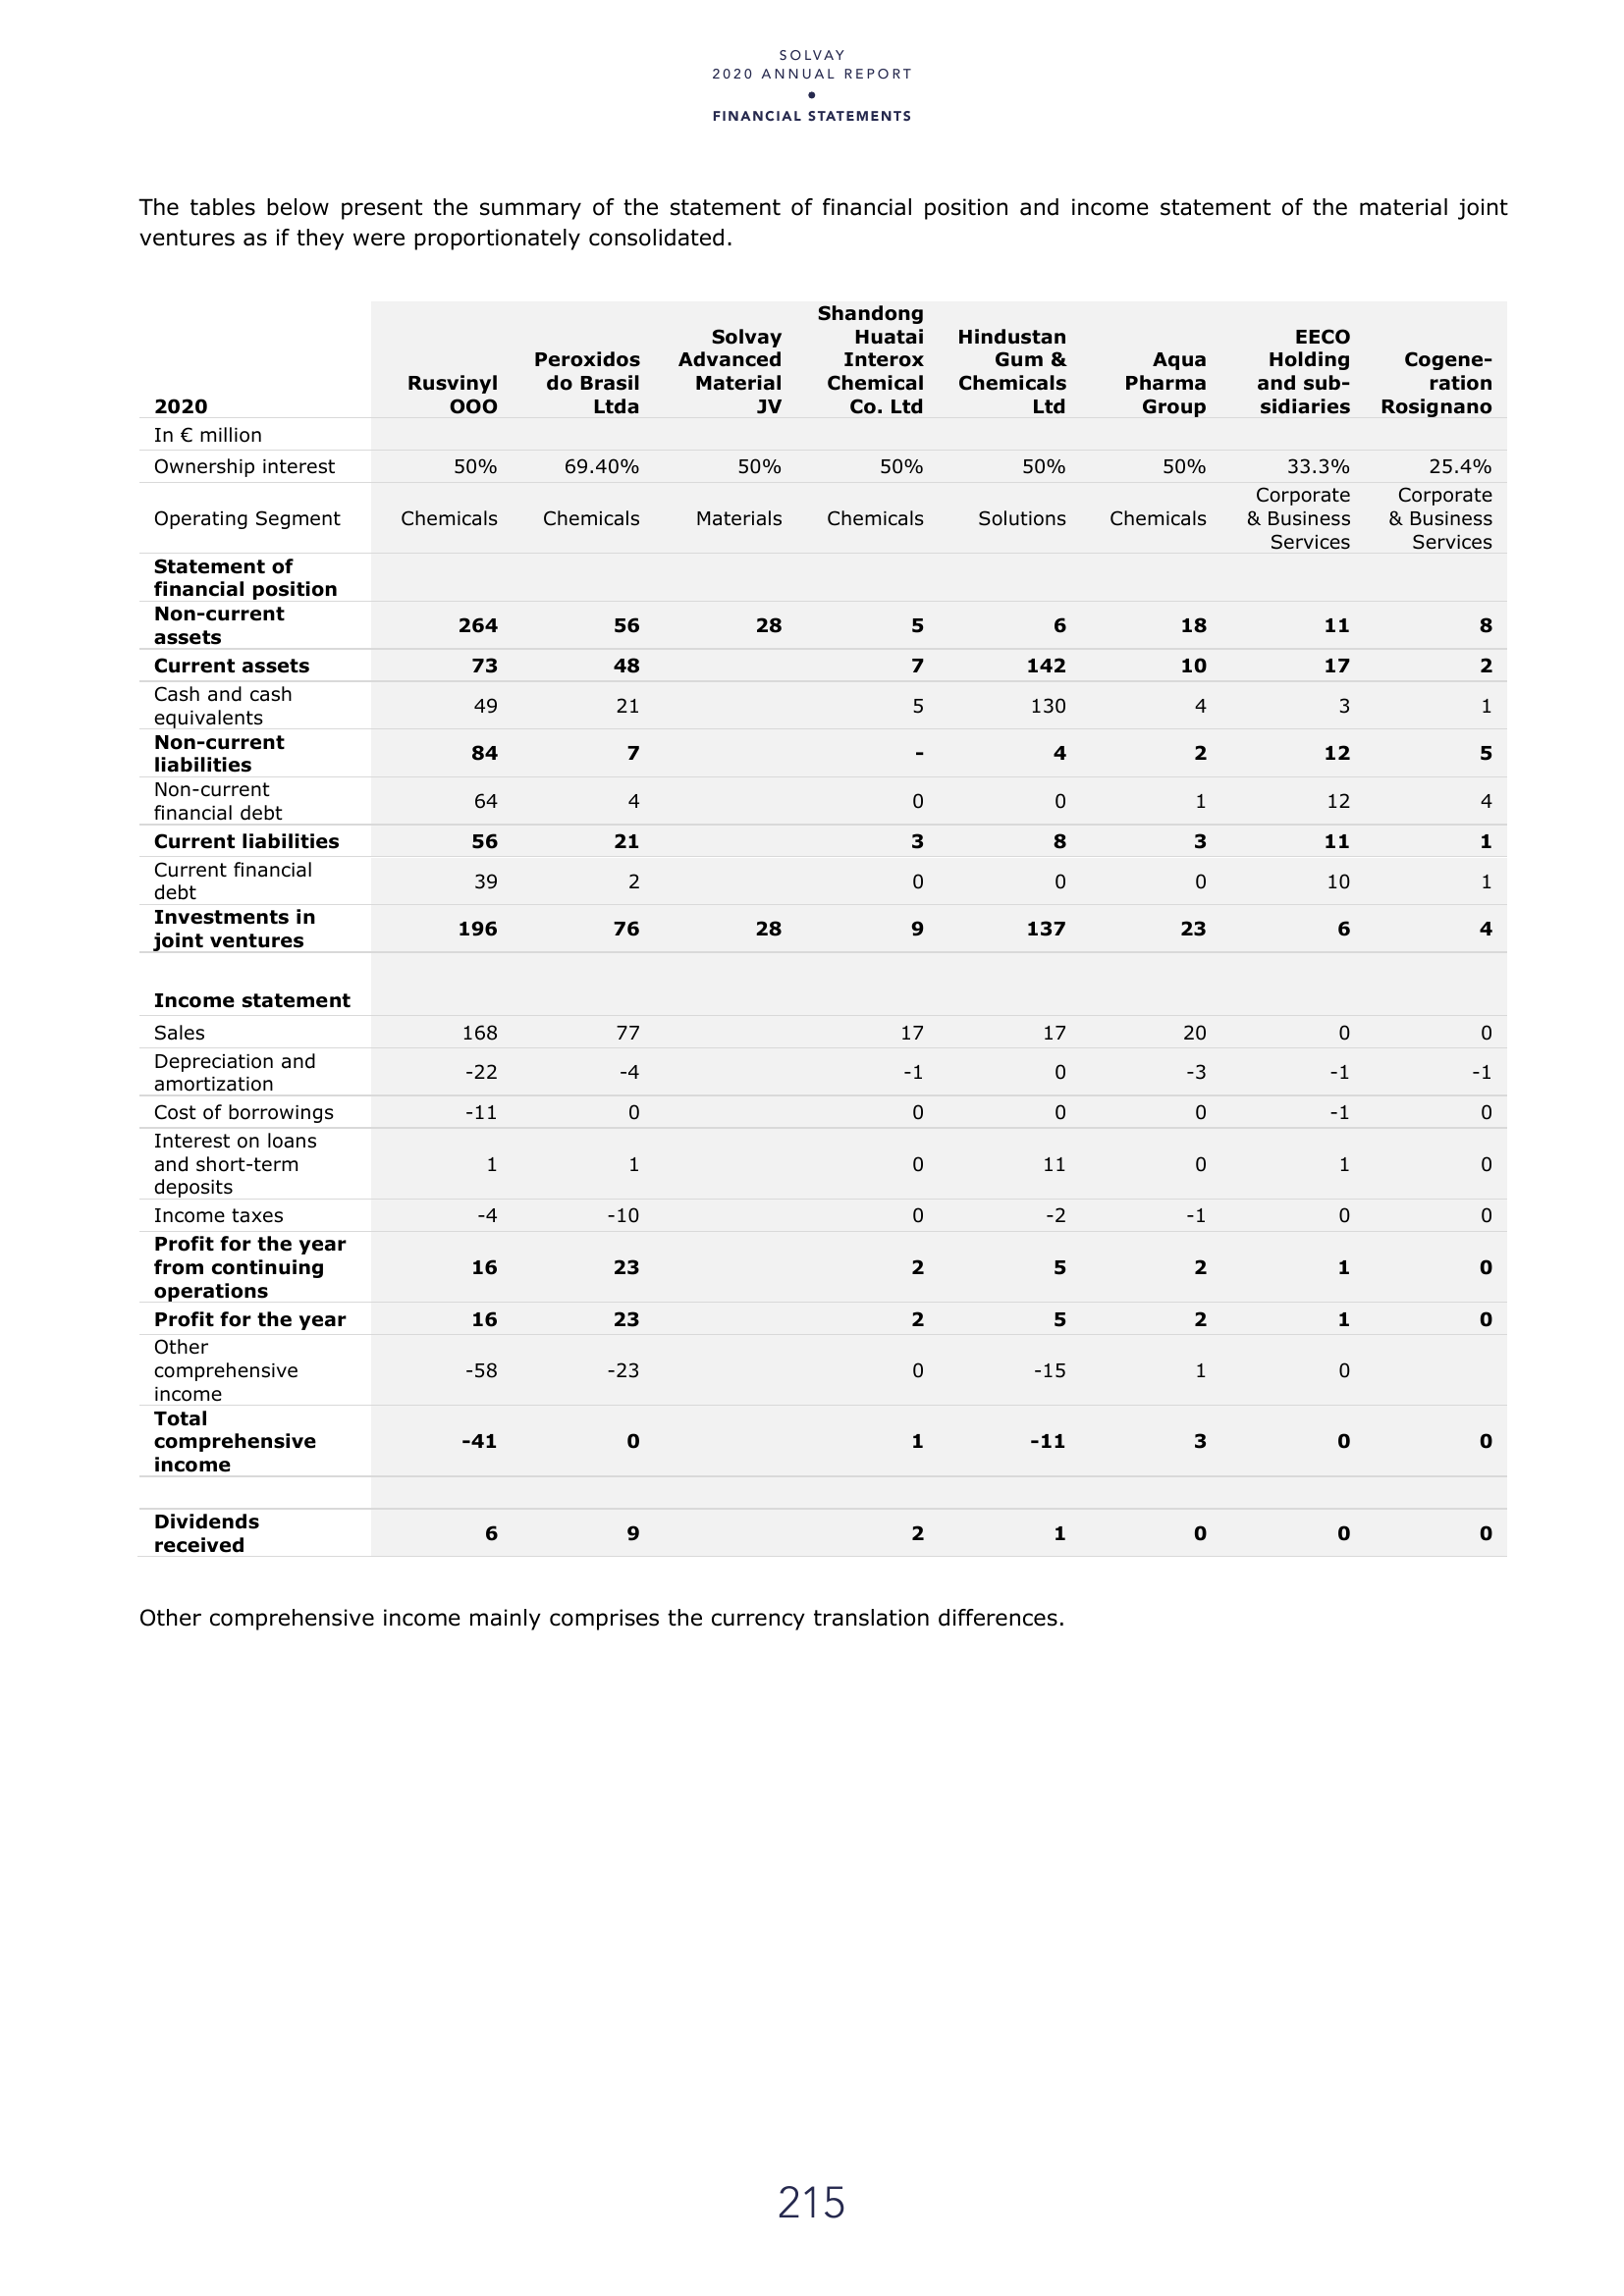 SOLVAY
2020 ANNUAL REPORT
•
FINANCIAL STATEMENTS
The tables below present the summary of the statement of financial position and income statement of the material joint
ventures as if they were proportionately consolidated.
2020 Rusvinyl OOO Peroxidos do Brasil Ltda Solvay Advanced Material JV Shandong Huatai Interox Chemical Co. Ltd Hindustan Gum & Chemicals Ltd Aqua Pharma Group EECO Holding and sub-sidiaries Cogene-ration Rosignano
In € million
Ownership interest 50% 69.40% 50% 50% 50% 50% 33.3% 25.4%
Operating Segment Chemicals Chemicals Materials Chemicals Solutions Chemicals Corporate & Business Services Corporate & Business Services
Statement of
financial position
Non-current
assets 264 56 28 5 6 18 11 8
Current assets 73 48 7 142 10 17 2
Cash and cash
equivalents 49 21 5 130 4 3 1
Non-current
liabilities 84 7 - 4 2 12 5
Non-current
financial debt 64 4 0 0 1 12 4
Current liabilities 56 21 3 8 3 11 1
Current financial
debt 39 2 0 0 0 10 1
Investments in
joint ventures 196 76 28 9 137 23 6 4
Income statement
Sales 168 77 17 17 20 0 0
Depreciation and
amortization -22 -4 -1 0 -3 -1 -1
Cost of borrowings -11 0 0 0 0 -1 0
Interest on loans
and short-term
deposits 1 1 0 11 0 1 0
Income taxes -4 -10 0 -2 -1 0 0
Profit for the year
from continuing
operations 16 23 2 5 2 1 0
Profit for the year 16 23 2 5 2 1 0
Other
comprehensive
income -58 -23 0 -15 1 0
Total
comprehensive
income -41 0 1 -11 3 0 0
Dividends
received 6 9 2 1 0 0 0
Other comprehensive income mainly comprises the currency translation differences.
215